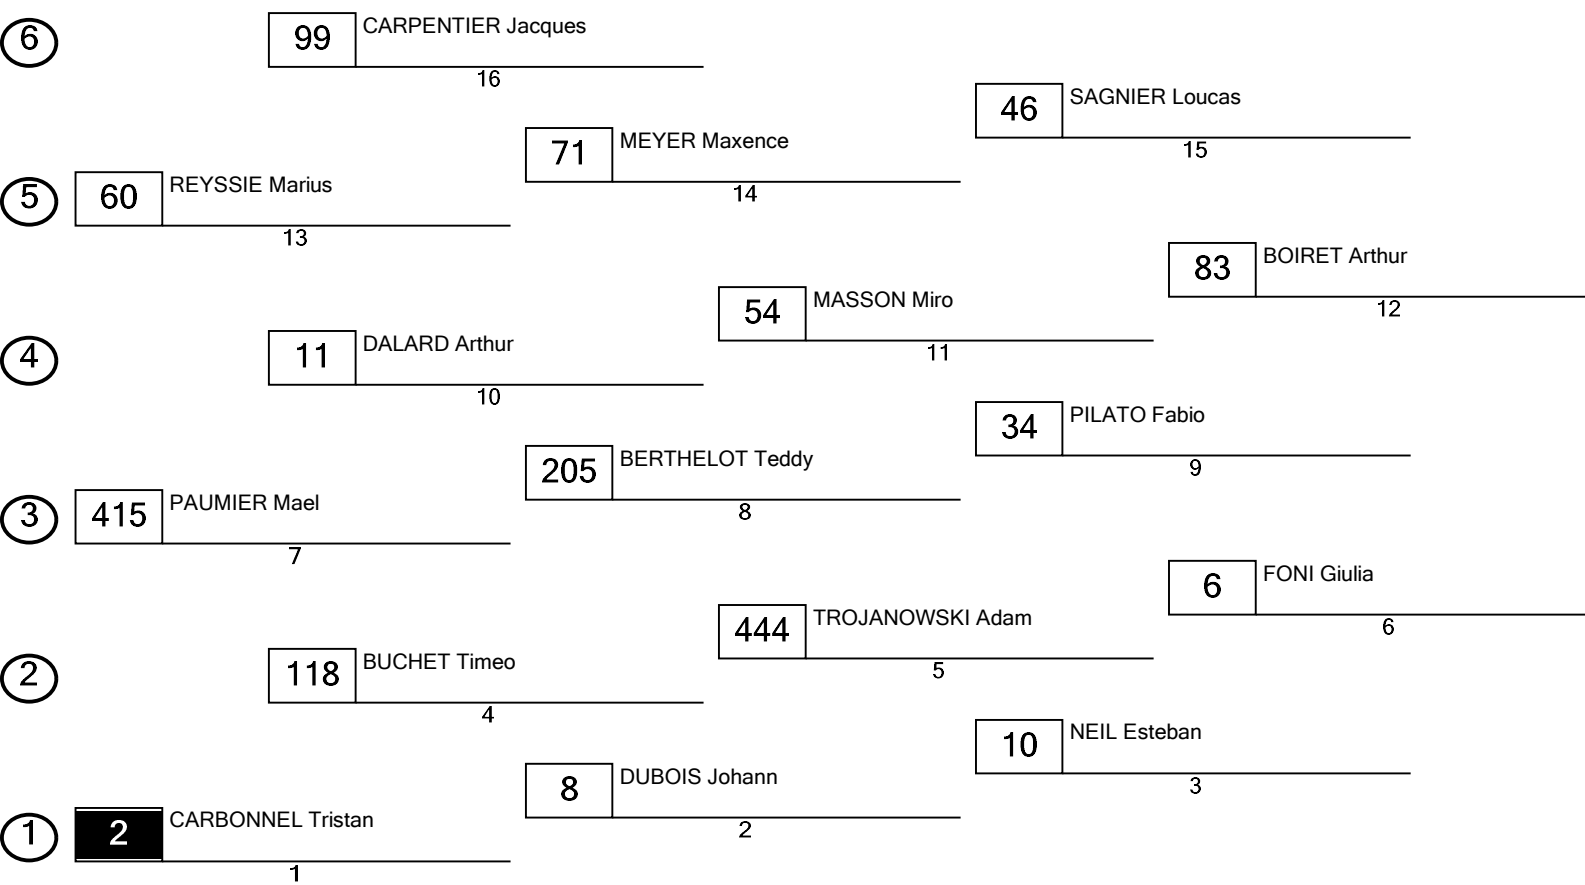 6
99 CARPENTIER Jacques
16
46 SAGNIER Loucas
15
71 MEYER Maxence
14
5
60 REYSSIE Marius
13
83 BOIRET Arthur
12
54 MASSON Miro
11
4
11 DALARD Arthur
10
34 PILATO Fabio
9
205 BERTHELOT Teddy
8
3
415 PAUMIER Mael
7
6 FONI Giulia
6
444 TROJANOWSKI Adam
5
2
118 BUCHET Timeo
4
10 NEIL Esteban
3
8 DUBOIS Johann
2
1
2 CARBONNEL Tristan
1